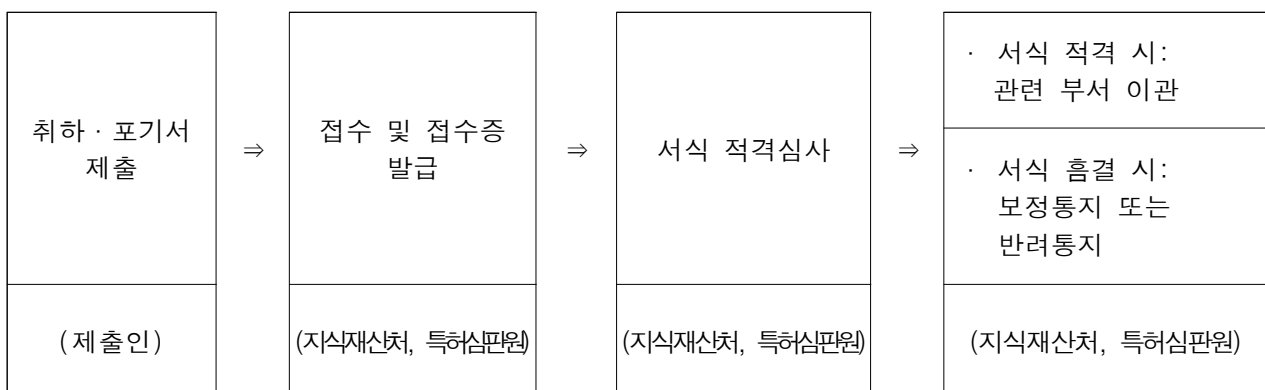 취하 · 포기서
제출
⇒
접수 및 접수증
발급
⇒
서식 적격심사
⇒
· 서식 적격 시:
관련 부서 이관
· 서식 흠결 시:
보정통지 또는
반려통지
(제출인)
(지식재산처, 특허심판원)
(지식재산처, 특허심판원)
(지식재산처, 특허심판원)